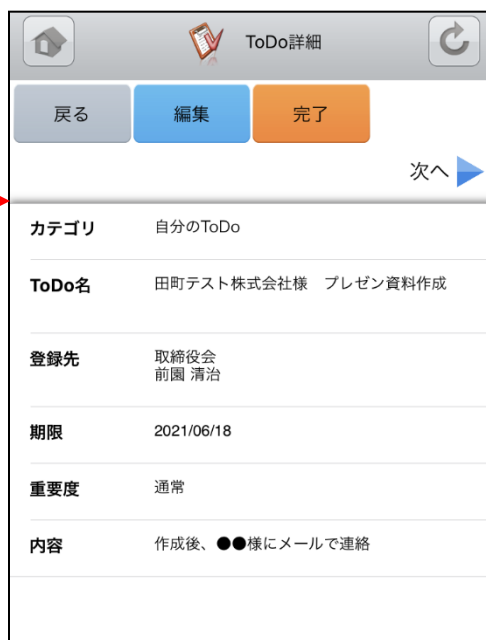 ToDo詳細
戻る 編集 完了
次へ
カテゴリ 自分のToDo
ToDo名 田町テスト株式会社様　プレゼン資料作成
登録先 取締役会
前園 清治
期限 2021/06/18
重要度 通常
内容 作成後、●●様にメールで連絡